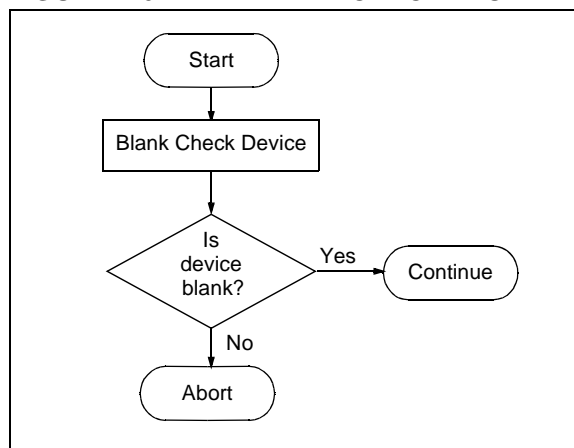 Start
Blank Check Device
Is
device
blank?
Yes
Continue
No
Abort